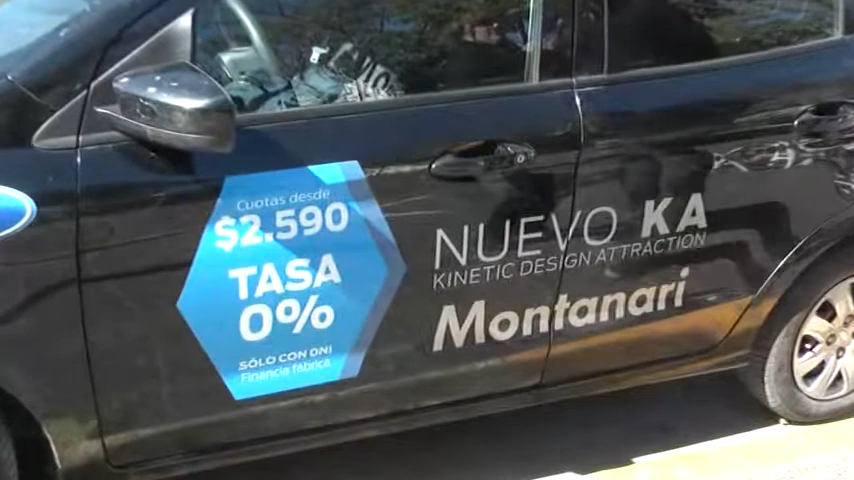 Cuotas desde
$2.590
TASA
0%
SÓLO CON DNI
Financia fábrica
NUEVO KA
KINETIC DESIGN ATTRACTION
Montanari